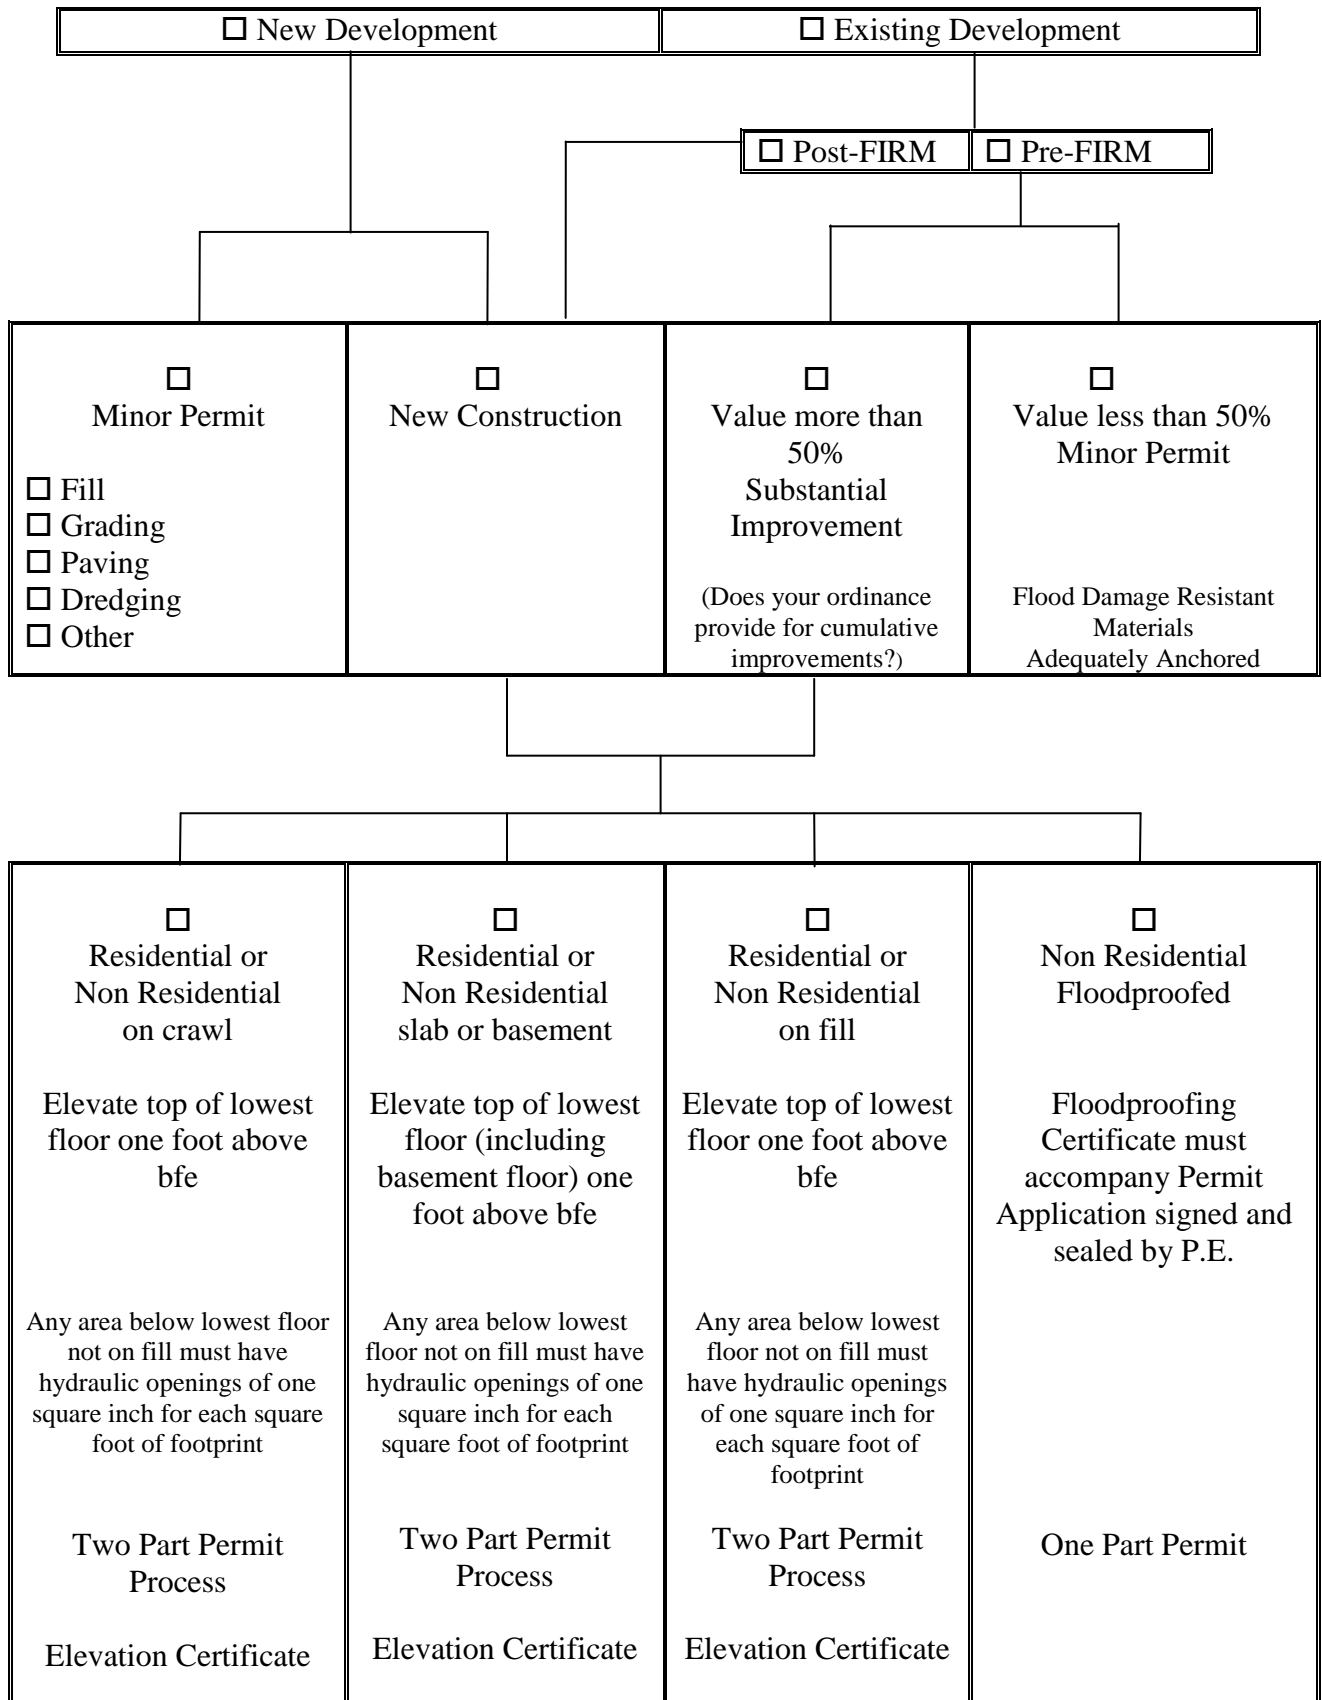 ☐ New Development
☐ Existing Development
☐ Post-FIRM
☐ Pre-FIRM
☐
Minor Permit
☐ Fill
☐ Grading
☐ Paving
☐ Dredging
☐ Other
☐
New Construction
☐
Value more than
50%
Substantial
Improvement
(Does your ordinance
provide for cumulative
improvements?)
☐
Value less than 50%
Minor Permit
Flood Damage Resistant
Materials
Adequately Anchored
☐
Residential or
Non Residential
on crawl
Elevate top of lowest
floor one foot above
bfe
Any area below lowest floor
not on fill must have
hydraulic openings of one
square inch for each square
foot of footprint
Two Part Permit
Process
Elevation Certificate
☐
Residential or
Non Residential
slab or basement
Elevate top of lowest
floor (including
basement floor) one
foot above bfe
Any area below lowest
floor not on fill must have
hydraulic openings of one
square inch for each
square foot of footprint
Two Part Permit
Process
Elevation Certificate
☐
Residential or
Non Residential
on fill
Elevate top of lowest
floor one foot above
bfe
Any area below lowest
floor not on fill must
have hydraulic openings
of one square inch for
each square foot of
footprint
Two Part Permit
Process
Elevation Certificate
☐
Non Residential
Floodproofed
Floodproofing
Certificate must
accompany Permit
Application signed and
sealed by P.E.
One Part Permit